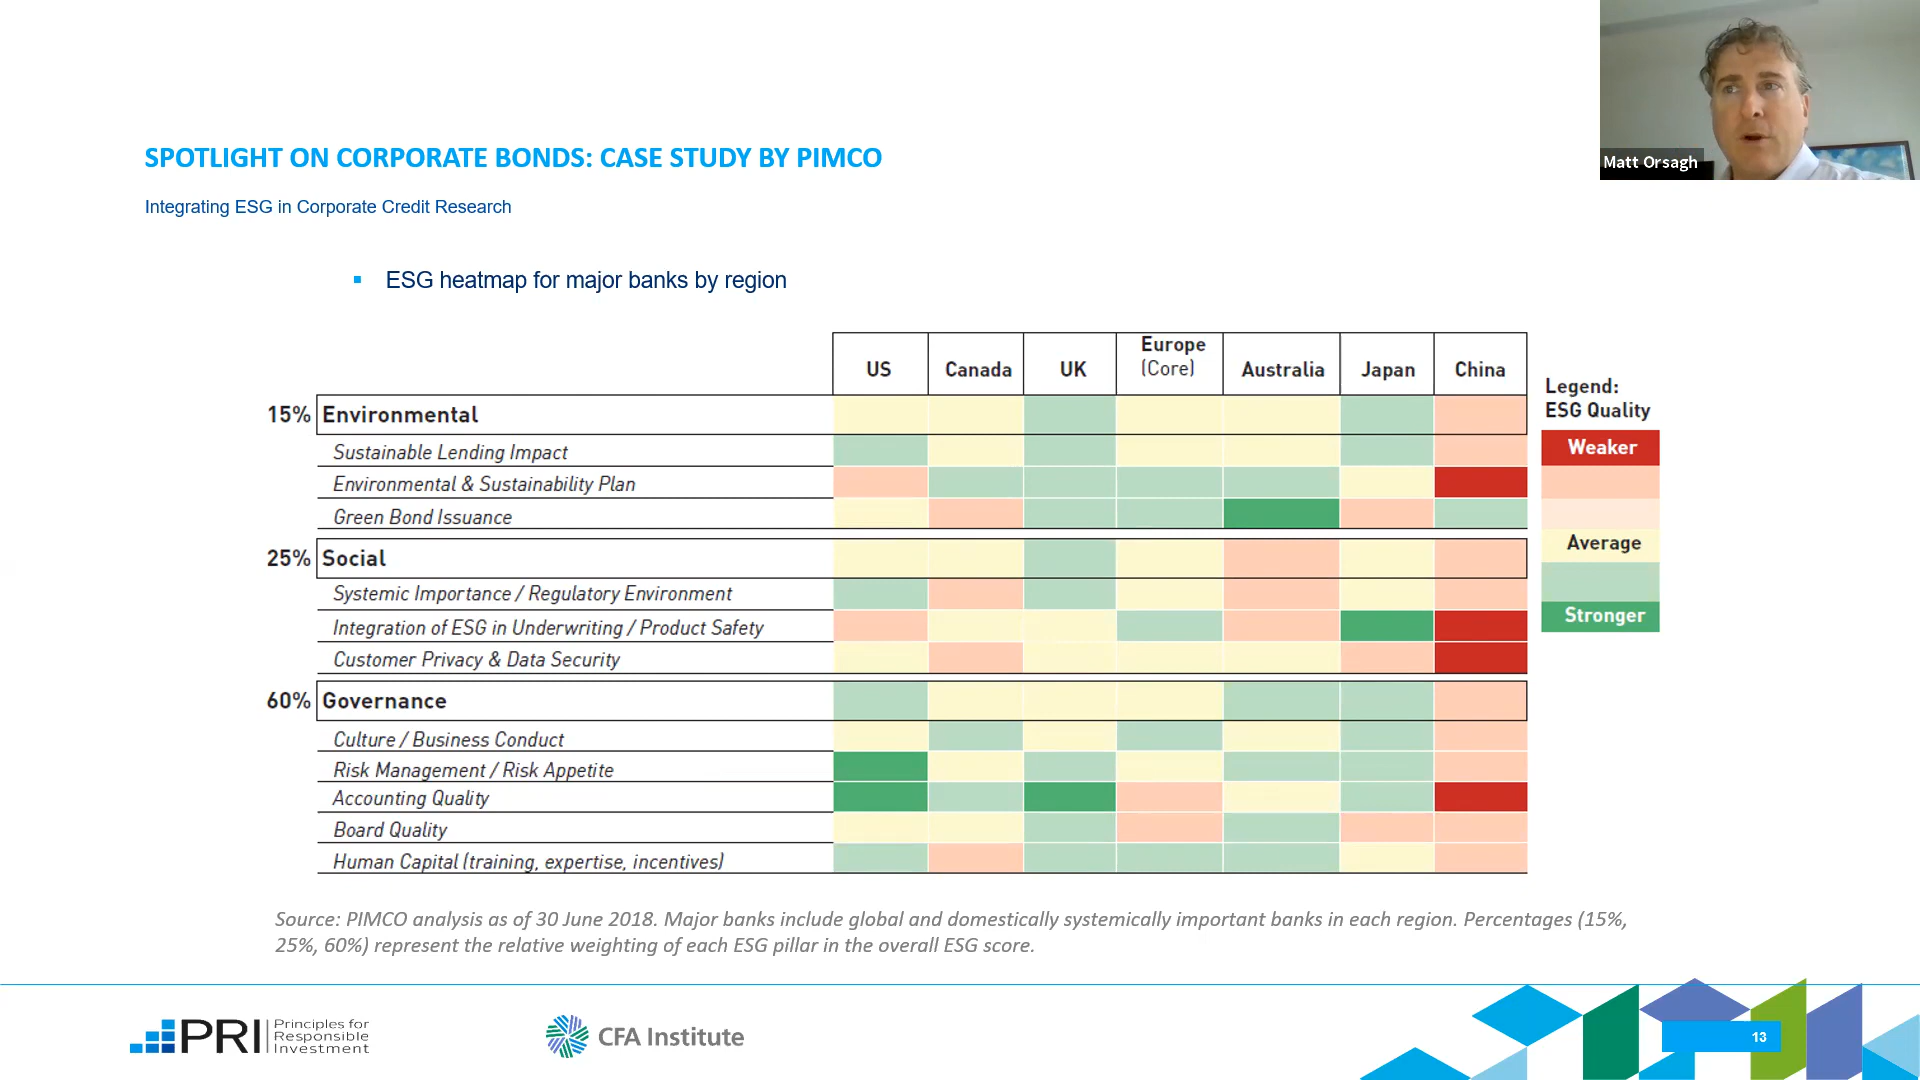 Matt Orsagh
SPOTLIGHT ON CORPORATE BONDS: CASE STUDY BY PIMCO
Integrating ESG in Corporate Credit Research
ESG heatmap for major banks by region
US Canada UK Europe (Core) Australia Japan China
15% Environmental
Sustainable Lending Impact
Environmental & Sustainability Plan
Green Bond Issuance
25% Social
Systemic Importance / Regulatory Environment
Integration of ESG in Underwriting / Product Safety
Customer Privacy & Data Security
60% Governance
Culture / Business Conduct
Risk Management / Risk Appetite
Accounting Quality
Board Quality
Human Capital (training, expertise, incentives)
Legend:
ESG Quality
Weaker
Average
Stronger
Source: PIMCO analysis as of 30 June 2018. Major banks include global and domestically systemically important banks in each region. Percentages (15%,
25%, 60%) represent the relative weighting of each ESG pillar in the overall ESG score.
PRI
Principles for
Responsible
Investment
CFA Institute
13